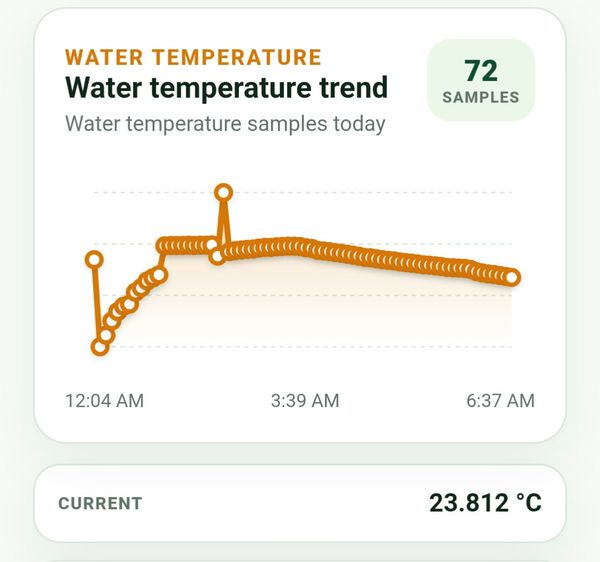 WATER TEMPERATURE
Water temperature trend
Water temperature samples today
72
SAMPLES
12:04 AM 3:39 AM 6:37 AM
CURRENT 23.812 °C